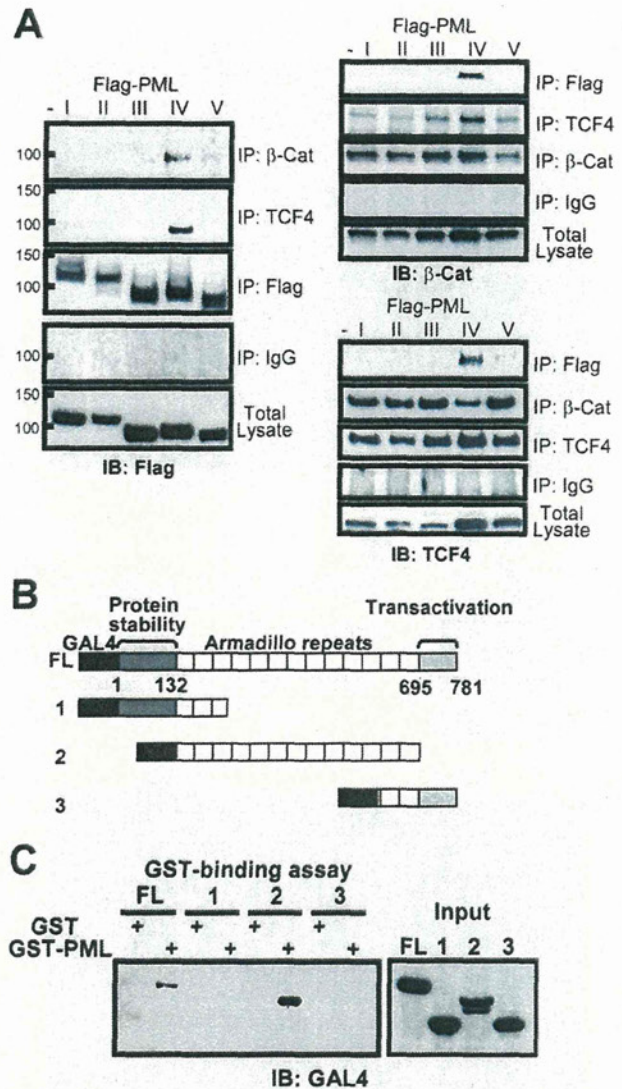 A
Flag-PML
- I II III IV V
100
IP: β-Cat
150
100
IP: TCF4
150
100
IP: Flag
100
IP: IgG
150
100
Total
Lysate
IB: Flag
Flag-PML
- I II III IV V
IP: Flag
IP: TCF4
IP: β-Cat
IP: IgG
Total
Lysate
IB: β-Cat
Flag-PML
- I II III IV V
IP: Flag
IP: β-Cat
IP: TCF4
IP: IgG
Total
Lysate
IB: TCF4
B
Protein
stability
Transactivation
GAL4
Armadillo repeats
FL
1 132 695 781
1
2
3
C
GST-binding assay
FL 1 2 3
Input
GST + + + +
GST-PML + + + +
FL 1 2 3
IB: GAL4